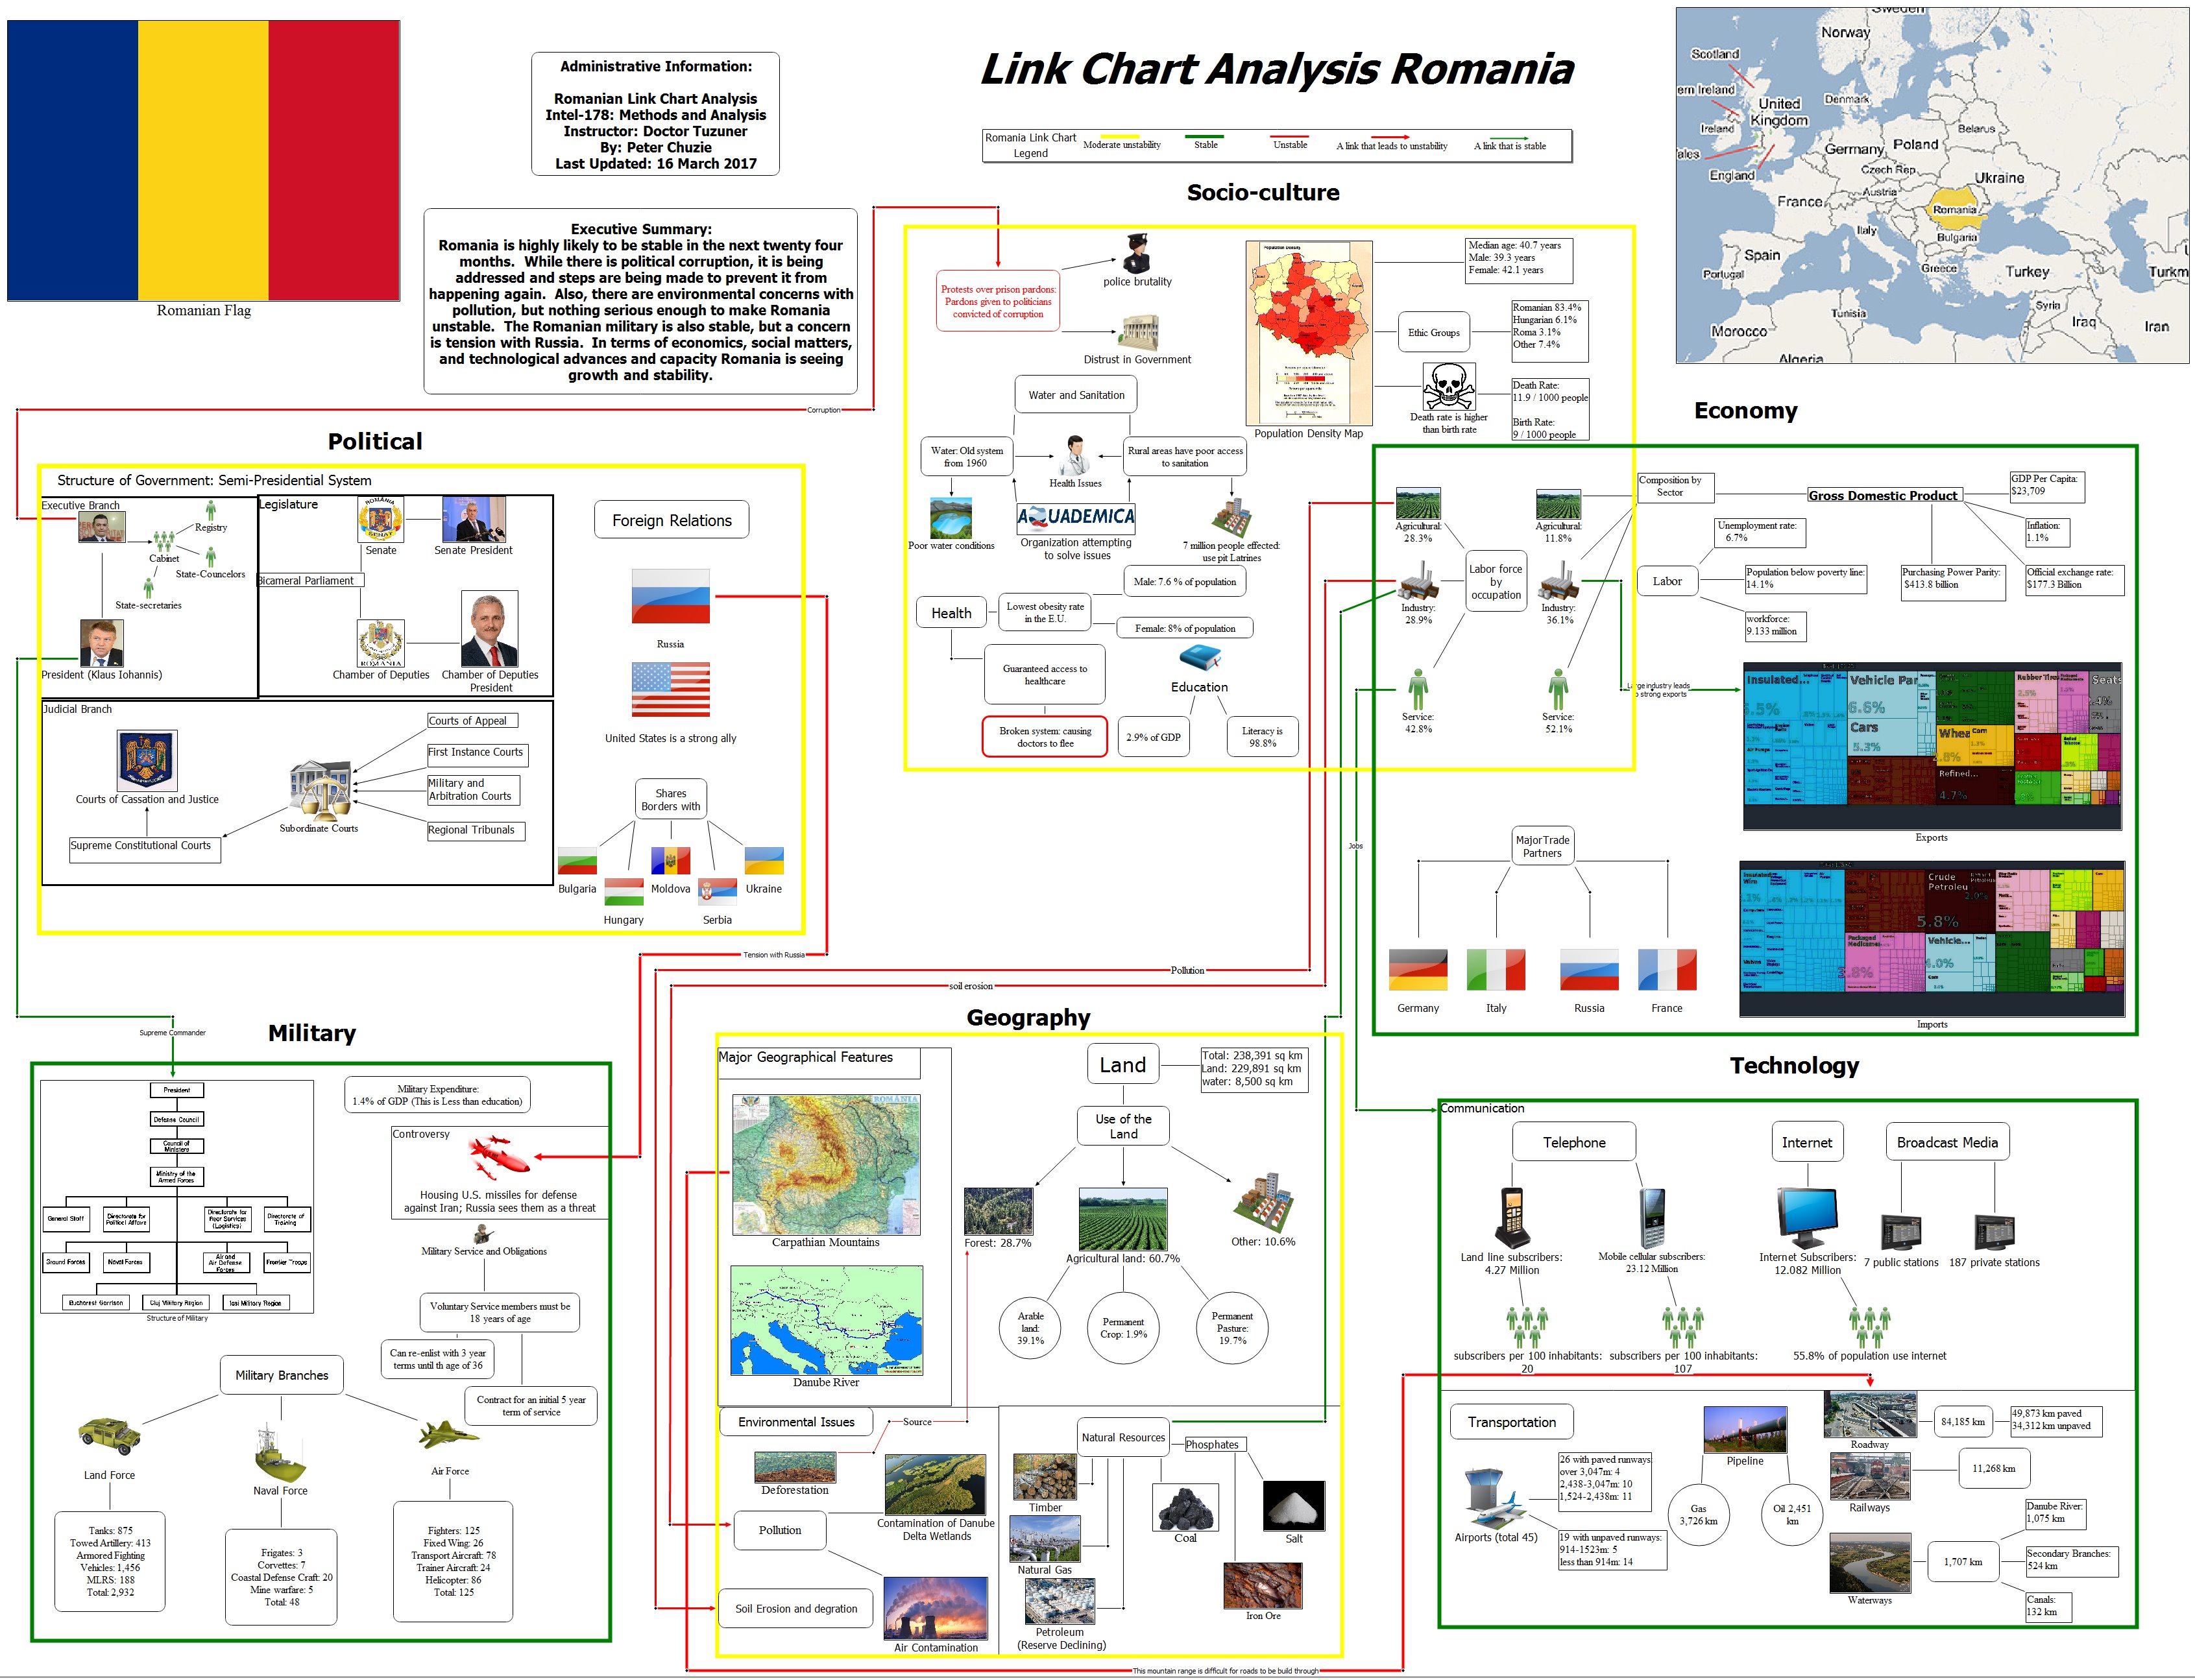 Link Chart Analysis Romania
Administrative Information:
Romanian Link Chart Analysis
Intel-178: Methods and Analysis
Instructor: Doctor Tuzuner
By: Peter Chuzie
Last Updated: 16 March 2017
Romanian Flag
Executive Summary:
Romania is highly likely to be stable in the next twenty four
months. While there is political corruption, it is being
addressed and steps are being made to prevent it from
happening again. Also, there are environmental concerns with
pollution, but nothing serious enough to make Romania
unstable. The Romanian military is also stable, but a concern
is tension with Russia. In terms of economics, social matters,
and technological advances and capacity Romania is seeing
growth and stability.
Romania Link Chart
Legend
Moderate unstability
Stable
Unstable
A link that leads to unstability
A link that is stable
Sweden
Norway
Scotland
ern Ireland
United
Kingdom
Denmark
Ireland
ales
England
Belarus
Germany
Poland
Czech Rep.
Ukraine
France
Austria
Romania
Italy
Bulgaria
Spain
Portugal
Greece
Turkey
Turkm
Syria
Tunisia
Iraq
Iran
Morocco
Algeria
Corruption
Socio-culture
Protests over prison pardons:
Pardons given to politicians
convicted of corruption
police brutality
Distrust in Government
Population Density
Population Density Map
Median age: 40.7 years
Male: 39.3 years
Female: 42.1 years
Ethic Groups
Romanian 83.4%
Hungarian 6.1%
Roma 3.1%
Other 7.4%
Death rate is higher
than birth rate
Death Rate:
11.9 / 1000 people
Birth Rate:
9 / 1000 people
Water and Sanitation
Water: Old system
from 1960
Health Issues
Rural areas have poor access
to sanitation
Poor water conditions
AQUADEMICA
Organization attempting
to solve issues
7 million people effected:
use pit Latrines
Health
Lowest obesity rate
in the E.U.
Male: 7.6 % of population
Female: 8% of population
Guaranteed access to
healthcare
Broken system: causing
doctors to flee
Education
2.9% of GDP
Literacy is
98.8%
Political
Structure of Government: Semi-Presidential System
Executive Branch
Registry
Cabinet
State-Councelors
State-secretaries
President (Klaus Iohannis)
Legislature
ROMÂNIA
SENAT
Senate
Senate President
Bicameral Parliament
ROMANIA
Chamber of Deputies
Chamber of Deputies
President
Judicial Branch
Courts of Cassation and Justice
Supreme Constitutional Courts
Subordinate Courts
Courts of Appeal
First Instance Courts
Military and
Arbitration Courts
Regional Tribunals
Foreign Relations
Russia
United States is a strong ally
Shares
Borders with
Bulgaria
Hungary
Moldova
Serbia
Ukraine
Tension with Russia
Economy
Agricultural:
28.3%
Industry:
28.9%
Service:
42.8%
Labor force
by
occupation
Agricultural:
11.8%
Industry:
36.1%
Service:
52.1%
Composition by
Sector
Gross Domestic Product
GDP Per Capita:
$23,709
Inflation:
1.1%
Official exchange rate:
$177.3 Billion
Purchasing Power Parity:
$413.8 billion
Labor
Unemployment rate:
6.7%
Population below poverty line:
14.1%
workforce:
9.133 million
Large industry leads
to strong exports
Insulated...
Vehicle Par
6.6%
Cars
5.3%
Refined...
4.7%
Rubber Tires
Seats
Exports
Major Trade
Partners
Germany
Italy
Russia
France
Crude
Petroleu
5.8%
Packaged
Medicines
Vehicle...
Cars
Imports
Jobs
Pollution
soil erosion
Supreme Commander
Military
President
Defense Council
Council of
Ministers
Ministry of the
Armed Forces
General Staff
Directorate for
Political Affairs
Directorate for
Rear Services
(Logistics)
Directorate of
Training
Ground Forces
Naval Forces
Air and
Air Defense
Forces
Frontier Troops
Bucharest Garrison
Cluj Military Region
Iasi Military Region
Structure of Military
Military Expenditure:
1.4% of GDP (This is Less than education)
Controversy
Housing U.S. missiles for defense
against Iran; Russia sees them as a threat
Military Service and Obligations
Voluntary Service members must be
18 years of age
Can re-enlist with 3 year
terms until th age of 36
Contract for an initial 5 year
term of service
Military Branches
Land Force
Naval Force
Air Force
Tanks: 875
Towed Artillery: 413
Armored Fighting
Vehicles: 1,456
MLRS: 188
Total: 2,932
Frigates: 3
Corvettes: 7
Coastal Defense Craft: 20
Mine warfare: 5
Total: 48
Fighters: 125
Fixed Wing: 26
Transport Aircraft: 78
Trainer Aircraft: 24
Helicopter: 86
Total: 125
Geography
Major Geographical Features
ROMÂNIA
Carpathian Mountains
Danube River
Land
Total: 238,391 sq km
Land: 229,891 sq km
water: 8,500 sq km
Use of the
Land
Forest: 28.7%
Agricultural land: 60.7%
Other: 10.6%
Arable
land:
39.1%
Permanent
Crop: 1.9%
Permanent
Pasture:
19.7%
Environmental Issues
Source
Deforestation
Pollution
Contamination of Danube
Delta Wetlands
Soil Erosion and degration
Air Contamination
Natural Resources
Phosphates
Timber
Natural Gas
Petroleum
(Reserve Declining)
Coal
Salt
Iron Ore
This mountain range is difficult for roads to be build through
Technology
Communication
Telephone
Internet
Broadcast Media
Land line subscribers:
4.27 Million
Mobile cellular subscribers:
23.12 Million
Internet Subscribers:
12.082 Million
7 public stations
187 private stations
subscribers per 100 inhabitants:
20
subscribers per 100 inhabitants:
107
55.8% of population use internet
Transportation
Airports (total 45)
26 with paved runways:
over 3,047m: 4
2,438-3,047m: 10
1,524-2,438m: 11
19 with unpaved runways:
914-1523m: 5
less than 914m: 14
Pipeline
Gas
3,726 km
Oil 2,451
km
Roadway
84,185 km
49,873 km paved
34,312 km unpaved
Railways
11,268 km
Waterways
1,707 km
Danube River:
1,075 km
Secondary Branches:
524 km
Canals:
132 km